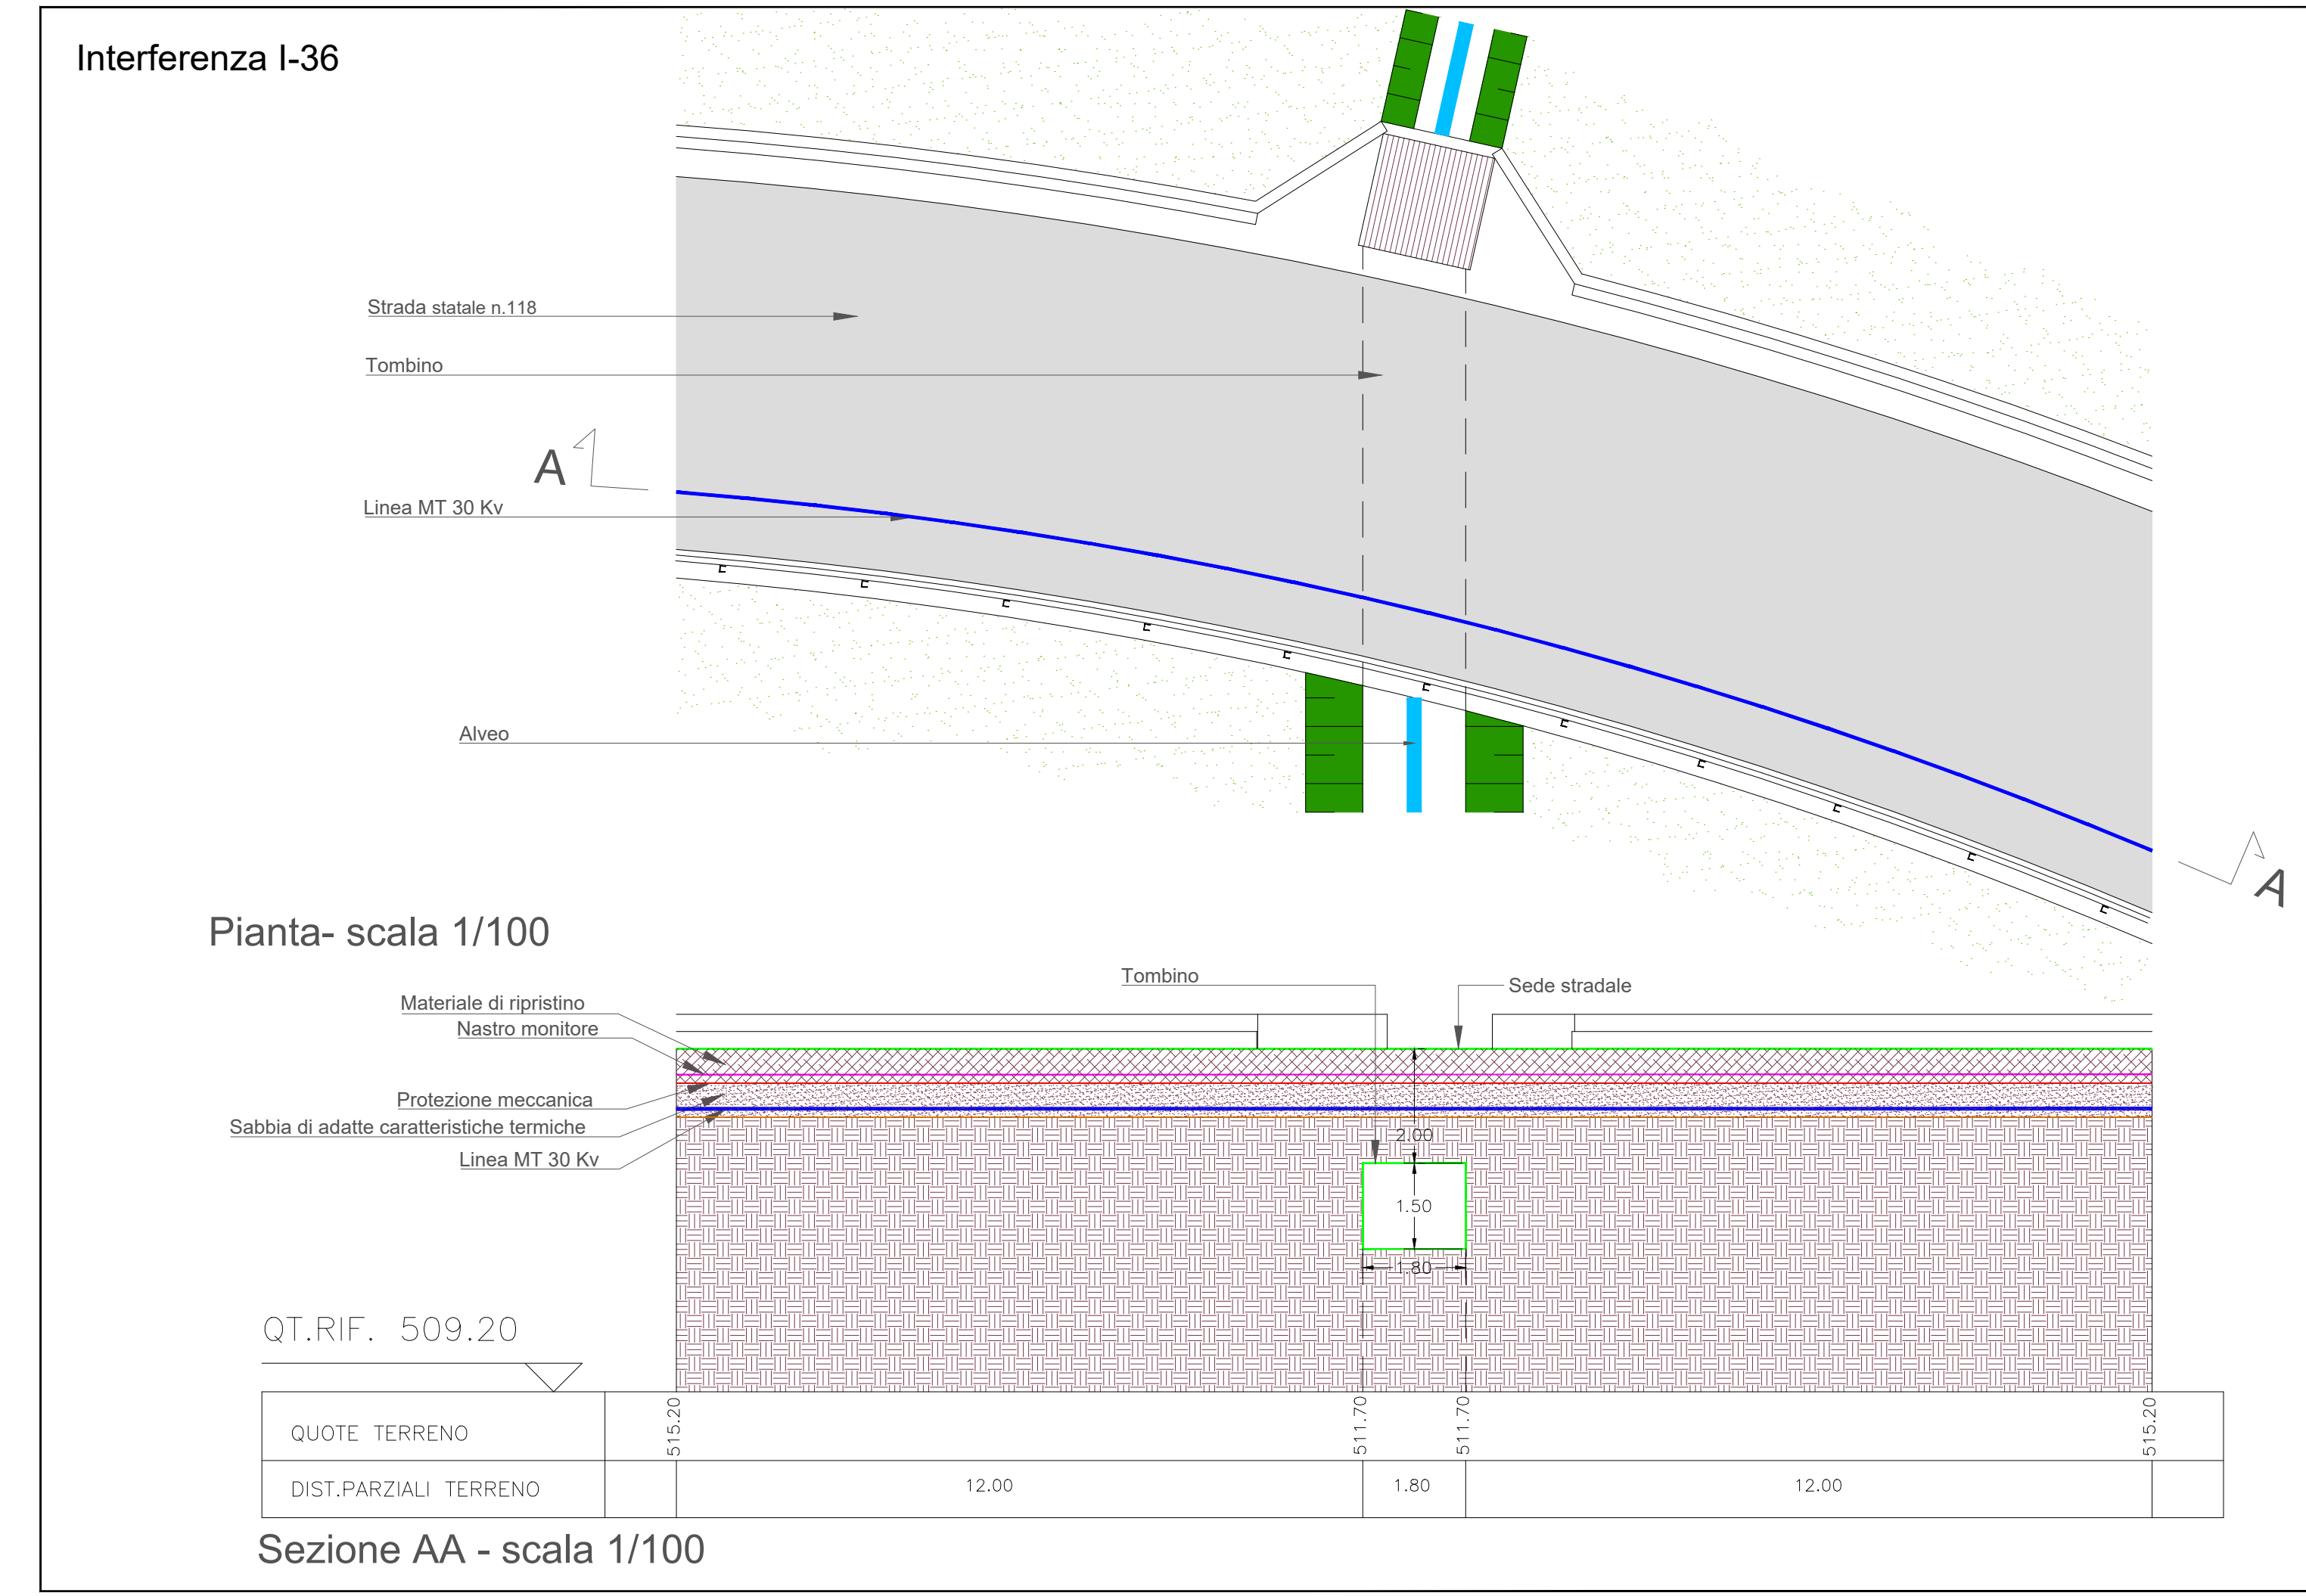 Interferenza I-36
Strada statale n.118
Tombino
A
Linea MT 30 Kv
Alveo
A
Pianta- scala 1/100
Tombino
Sede stradale
Materiale di ripristino
Nastro monitore
Protezione meccanica
Sabbia di adatte caratteristiche termiche
Linea MT 30 Kv
2.00
1.50
1.80
QT.RIF. 509.20
QUOTE TERRENO
515.20
511.70
511.70
515.20
DIST.PARZIALI TERRENO
12.00
1.80
12.00
Sezione AA - scala 1/100